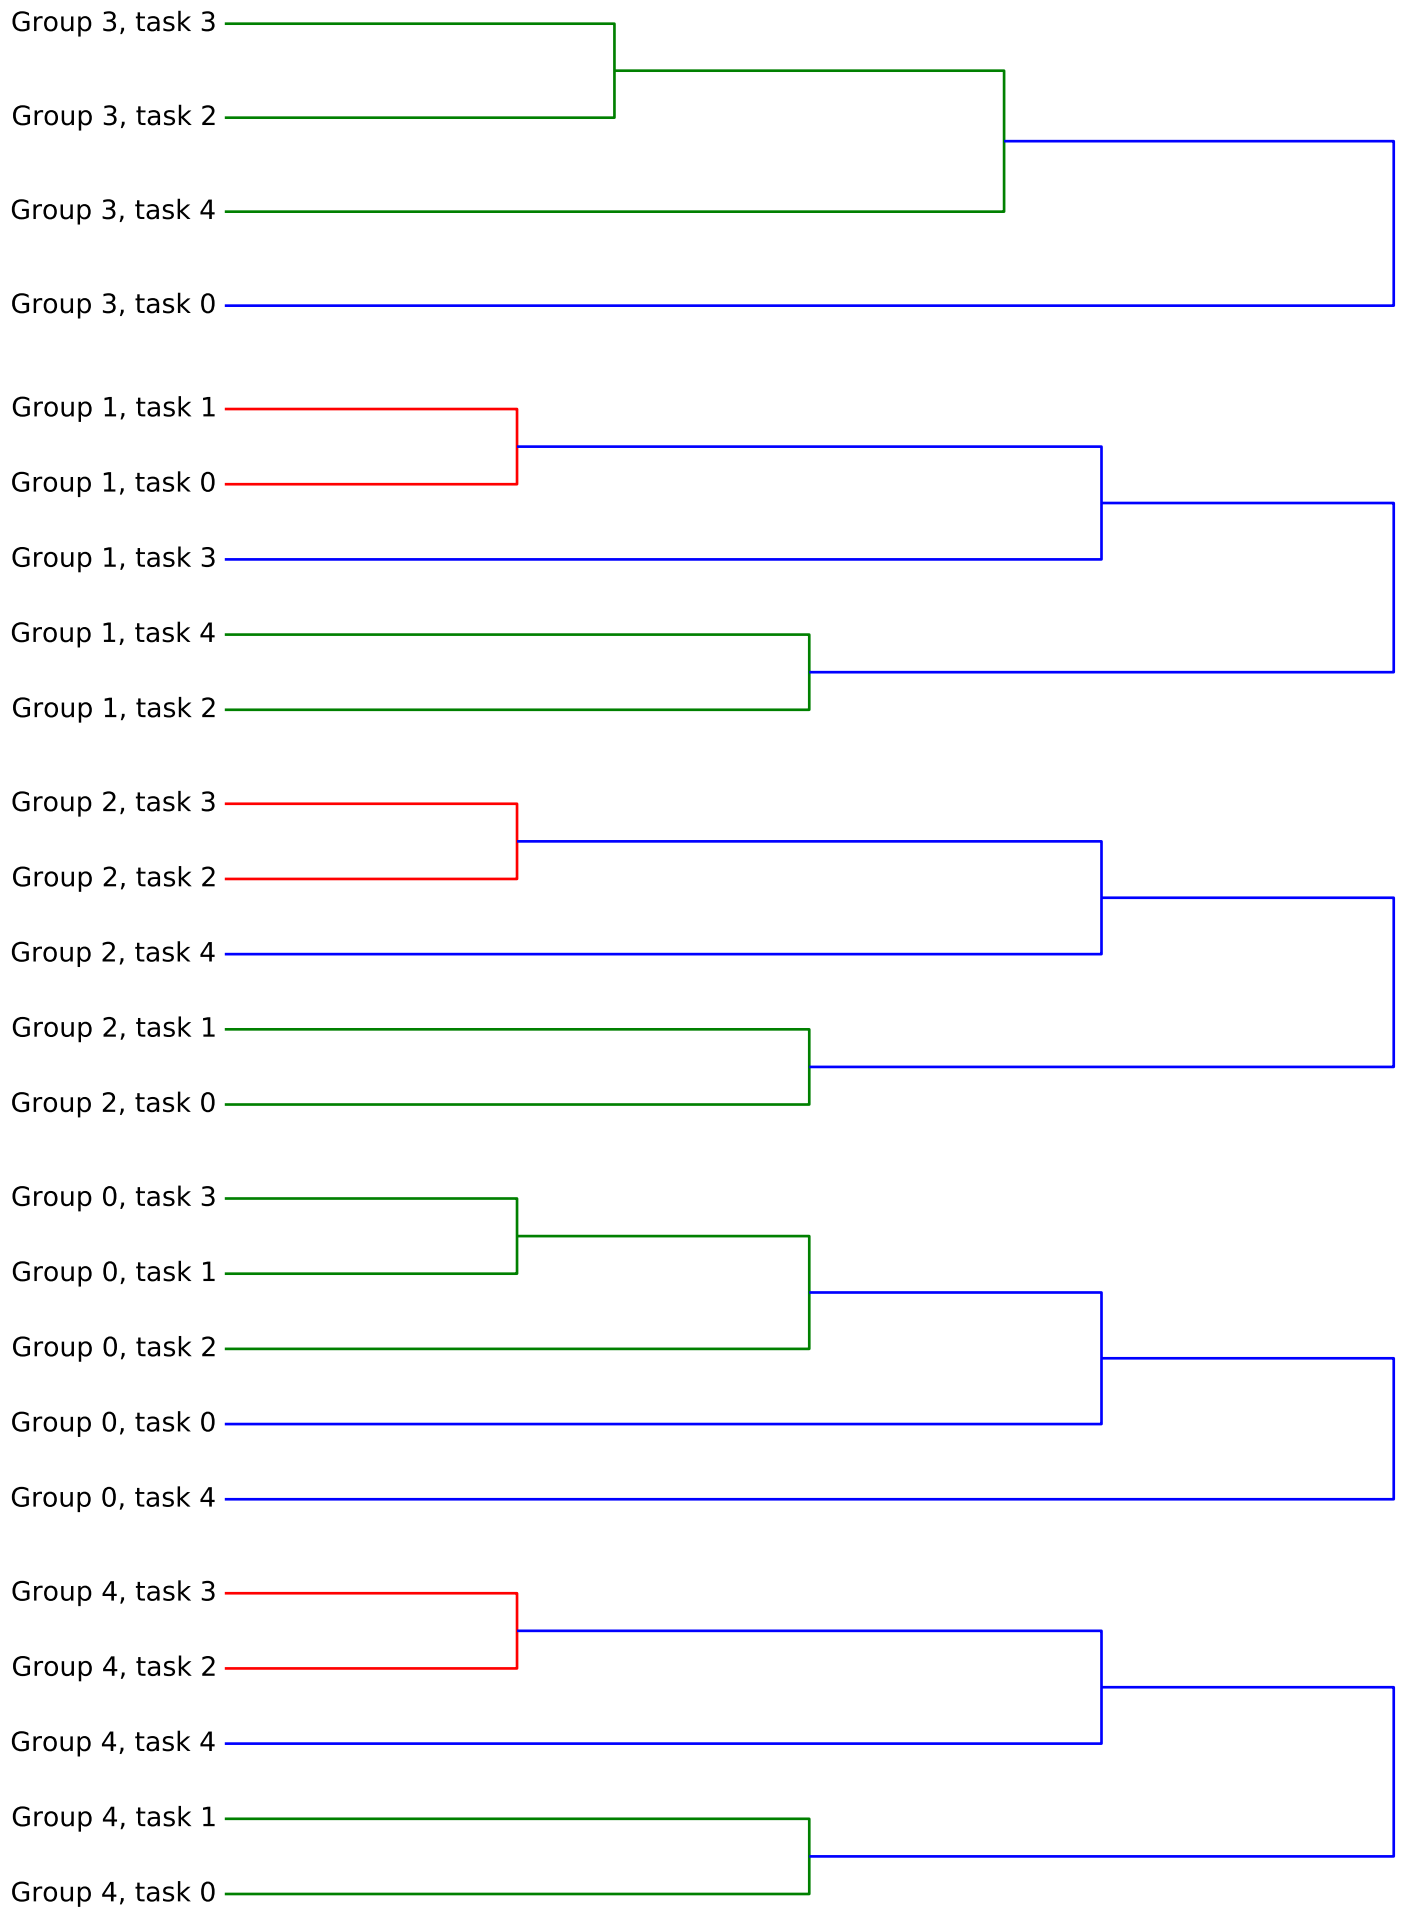 Group 3, task 3
Group 3, task 2
Group 3, task 4
Group 3, task 0
Group 1, task 1
Group 1, task 0
Group 1, task 3
Group 1, task 4
Group 1, task 2
Group 2, task 3
Group 2, task 2
Group 2, task 4
Group 2, task 1
Group 2, task 0
Group 0, task 3
Group 0, task 1
Group 0, task 2
Group 0, task 0
Group 0, task 4
Group 4, task 3
Group 4, task 2
Group 4, task 4
Group 4, task 1
Group 4, task 0